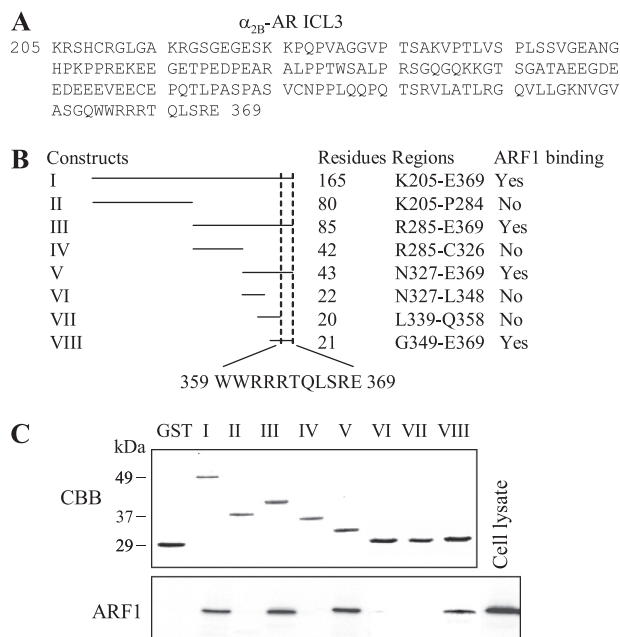 A α2B-AR ICL3
205 KRSHCRGLGA KRGSGEGESK KPQPVAGGVP TSAKVPTLVS PLSSVGEANG
HPKPPREKEE GETPEDPEAR ALPPTWSALP RSGQGQKKGT SGATAEEGDE
EDEEEVEECE PQTLPASPAS VCNPPLQQPQ TSRVLATLRG QVLLGKNVGV
ASGQWWRRRT QLSRE 369
B Constructs Residues Regions ARF1 binding
I 165 K205-E369 Yes
II 80 K205-P284 No
III 85 R285-E369 Yes
IV 42 R285-C326 No
V 43 N327-E369 Yes
VI 22 N327-L348 No
VII 20 L339-Q358 No
VIII 21 G349-E369 Yes
359 WWRRRTQLSRE 369
C GST I II III IV V VI VII VIII
kDa
49
CBB
37
29
Cell lysate
ARF1